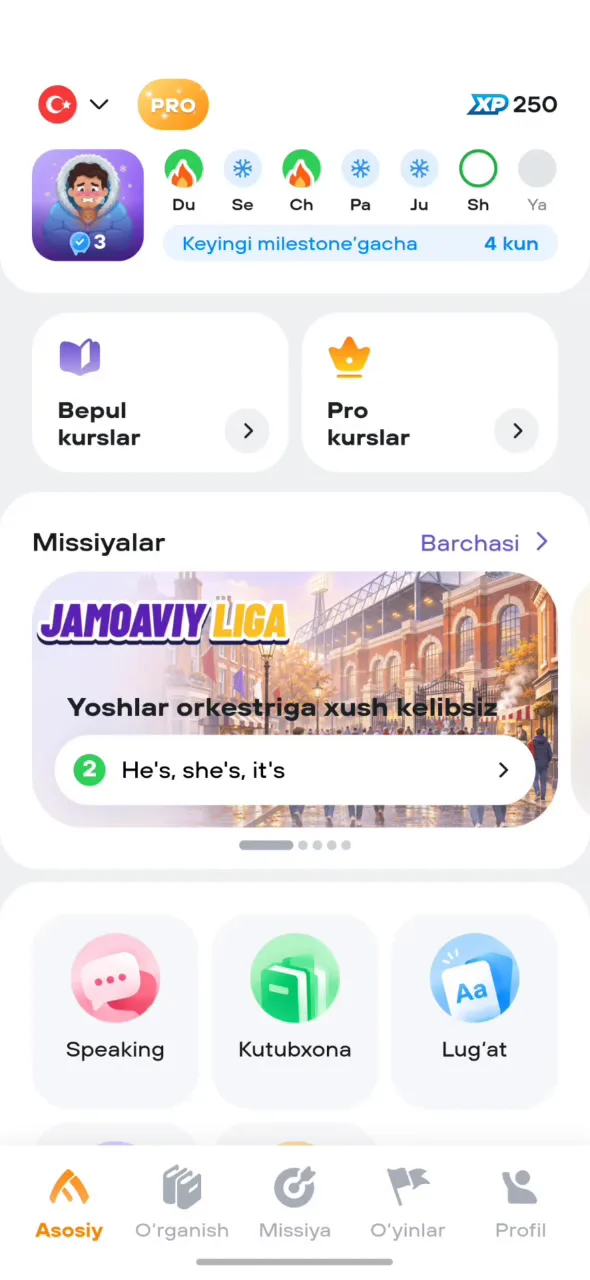 PRO
XP 250
3
Du Se Ch Pa Ju Sh Ya
Keyingi milestone'gacha 4 kun
Bepul
kurslar
Pro
kurslar
Missiyalar
Barchasi
JAMOAVIY LIGA
Yoshlar orkestriga xush kelibsiz
2 He's, she's, it's
Speaking
Kutubxona
Aa
Lug‘at
Asosiy O‘rganish Missiya O‘yinlar Profil